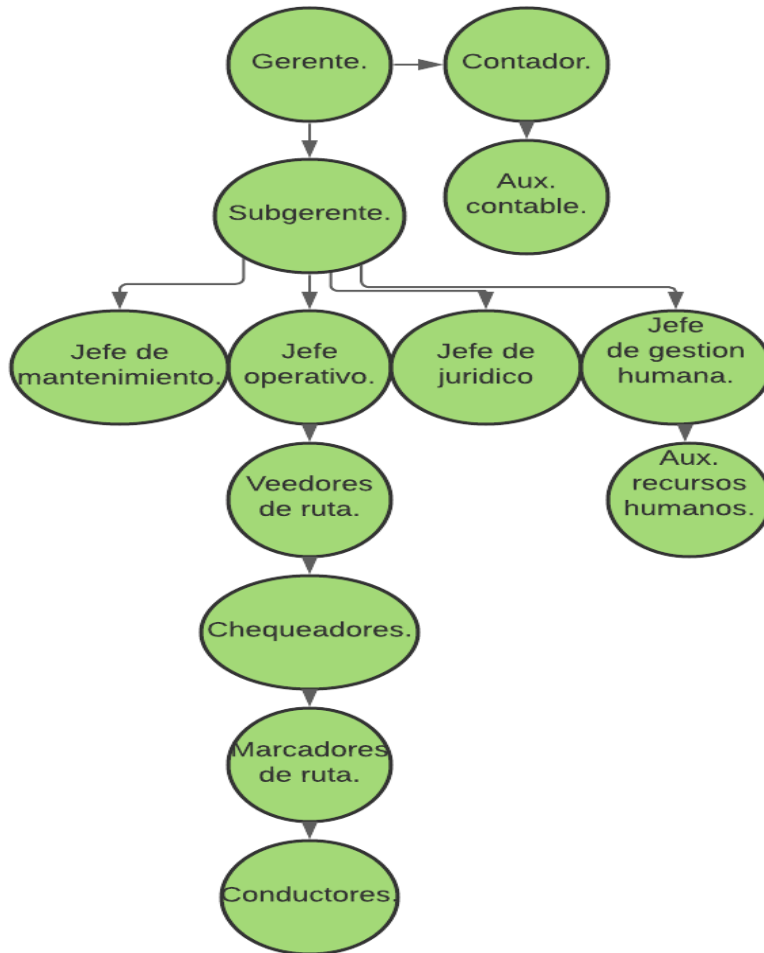 Gerente.
Contador.
Aux.
contable.
Subgerente.
Jefe de
mantenimiento.
Jefe
operativo.
Jefe de
juridico
Jefe
de gestion
humana.
Veedores
de ruta.
Aux.
recursos
humanos.
Chequeadores.
Marcadores
de ruta.
Conductores.